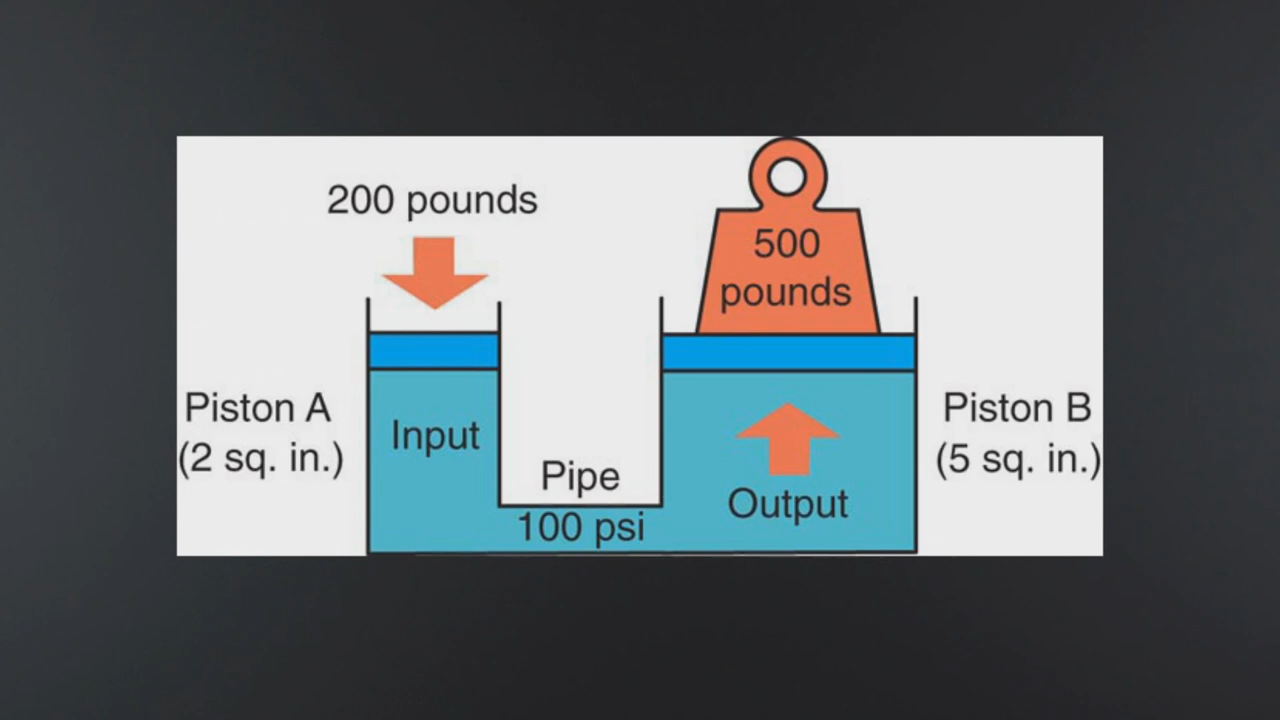 200 pounds
500
pounds
Piston A
(2 sq. in.)
Input
Pipe
100 psi
Output
Piston B
(5 sq. in.)